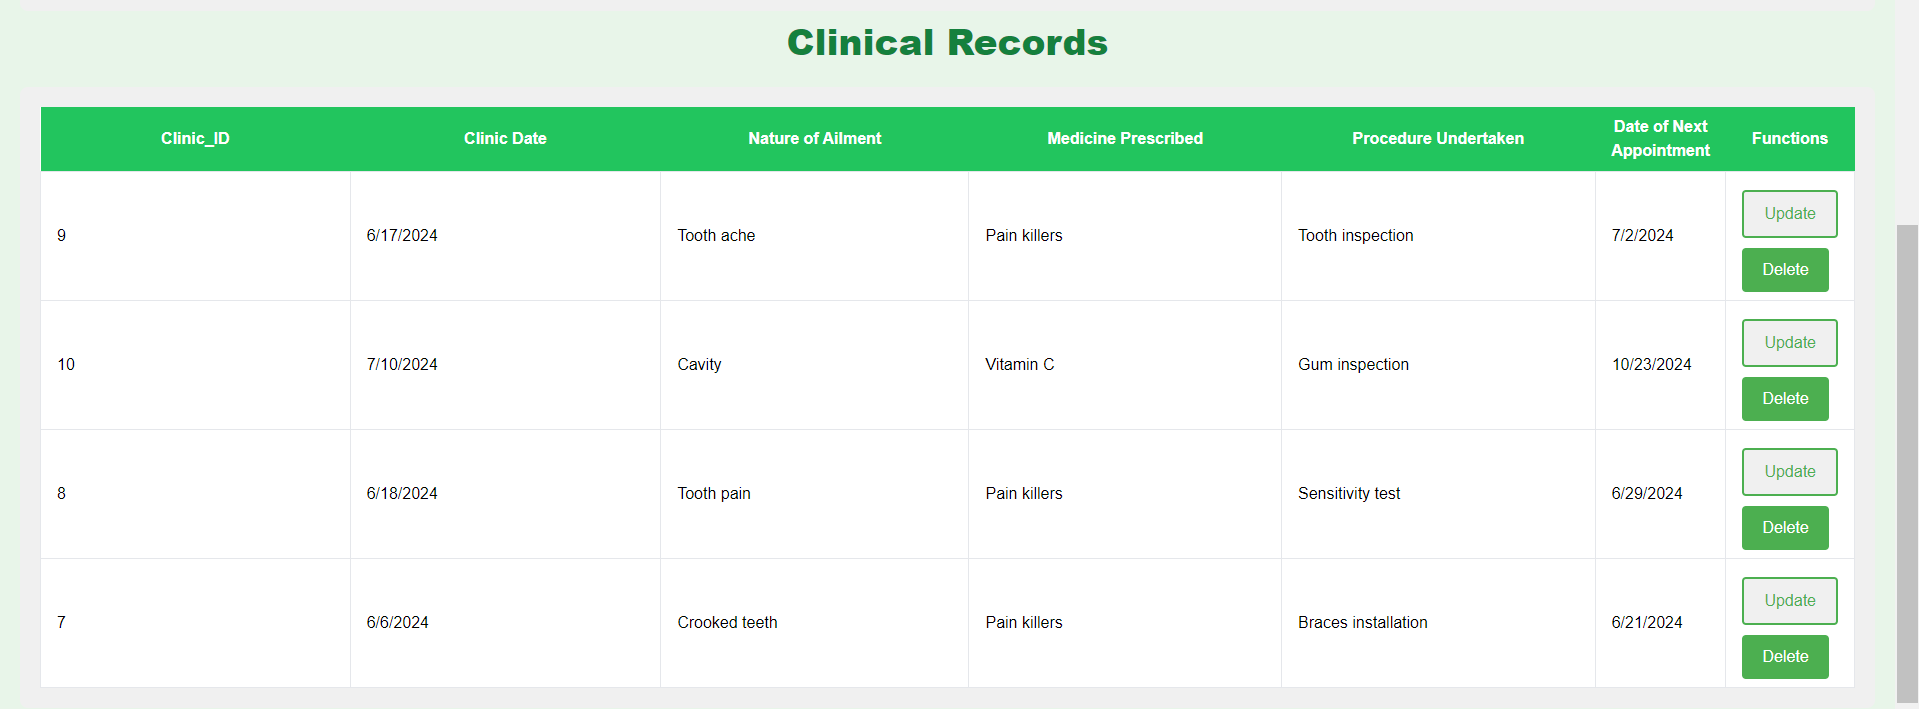 Clinical Records
Clinic_ID Clinic Date Nature of Ailment Medicine Prescribed Procedure Undertaken Date of Next Appointment Functions
9 6/17/2024 Tooth ache Pain killers Tooth inspection 7/2/2024 Update
Delete
10 7/10/2024 Cavity Vitamin C Gum inspection 10/23/2024 Update
Delete
8 6/18/2024 Tooth pain Pain killers Sensitivity test 6/29/2024 Update
Delete
7 6/6/2024 Crooked teeth Pain killers Braces installation 6/21/2024 Update
Delete